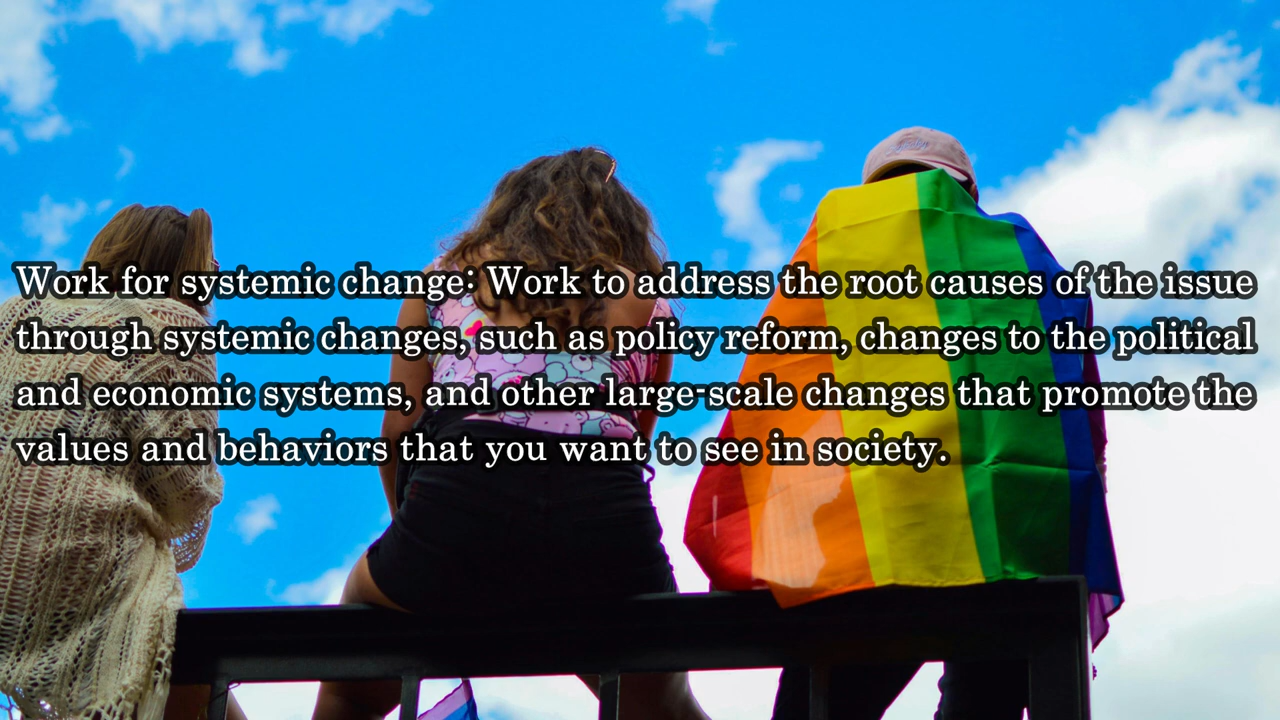 Work for systemic change: Work to address the root causes of the issue
through systemic changes, such as policy reform, changes to the political
and economic systems, and other large-scale changes that promote the
values and behaviors that you want to see in society.